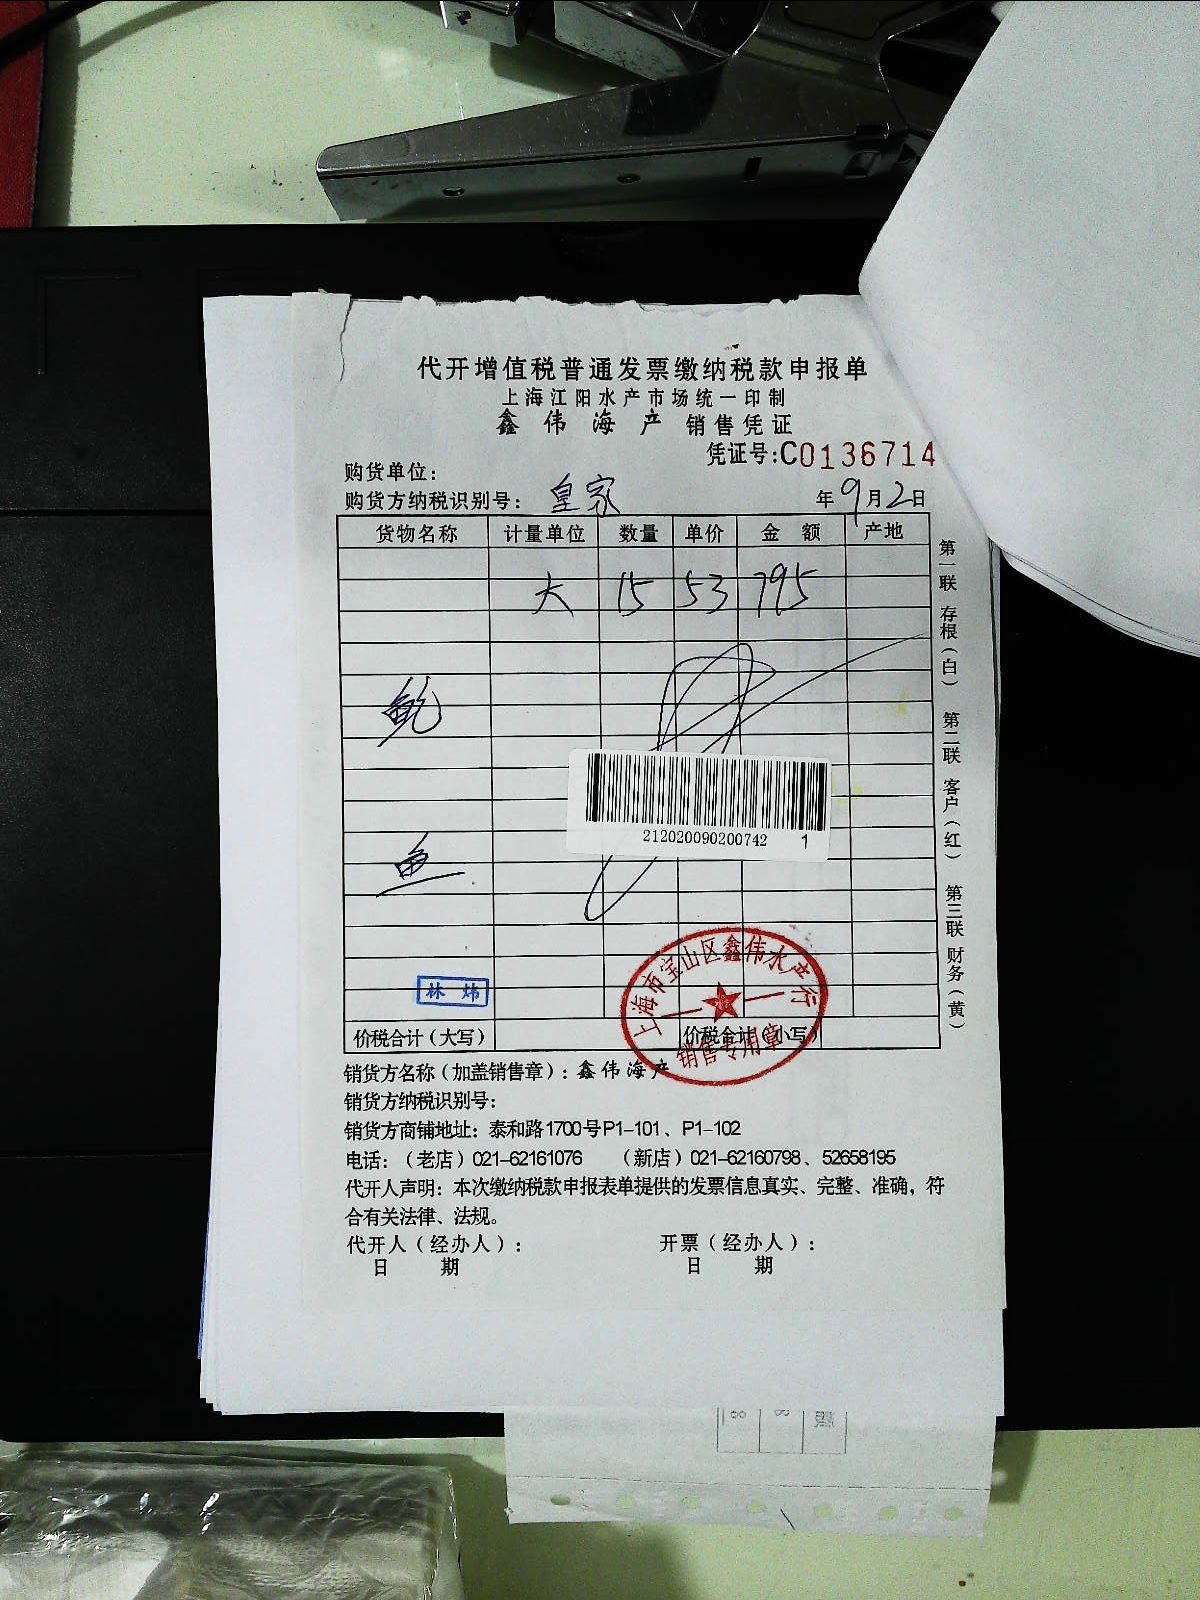 代开增值税普通发票缴纳税款申报单
上海江阳水产市场统一印制
鑫伟海产 销售凭证
凭证号:C0136714
购货单位:
购货方纳税识别号: 皇家 年9月2日
货物名称 计量单位 数量 单价 金额 产地
大 15 53 795
鲍
鱼
212020090200742 1
林炜
上海市宝山区鑫伟水产行
销售专用章
价税合计(大写) 价税合计(小写)
销货方名称(加盖销售章):鑫伟海产
销货方纳税识别号:
销货方商铺地址:泰和路1700号P1-101、P1-102
电话:(老店)021-62161076 (新店)021-62160798、52658195
代开人声明:本次缴纳税款申报表单提供的发票信息真实、完整、准确,符
合有关法律、法规。
代开人(经办人): 开票(经办人):
日期 日期
第一联 存根(白) 第二联 客户(红) 第三联 财务(黄)